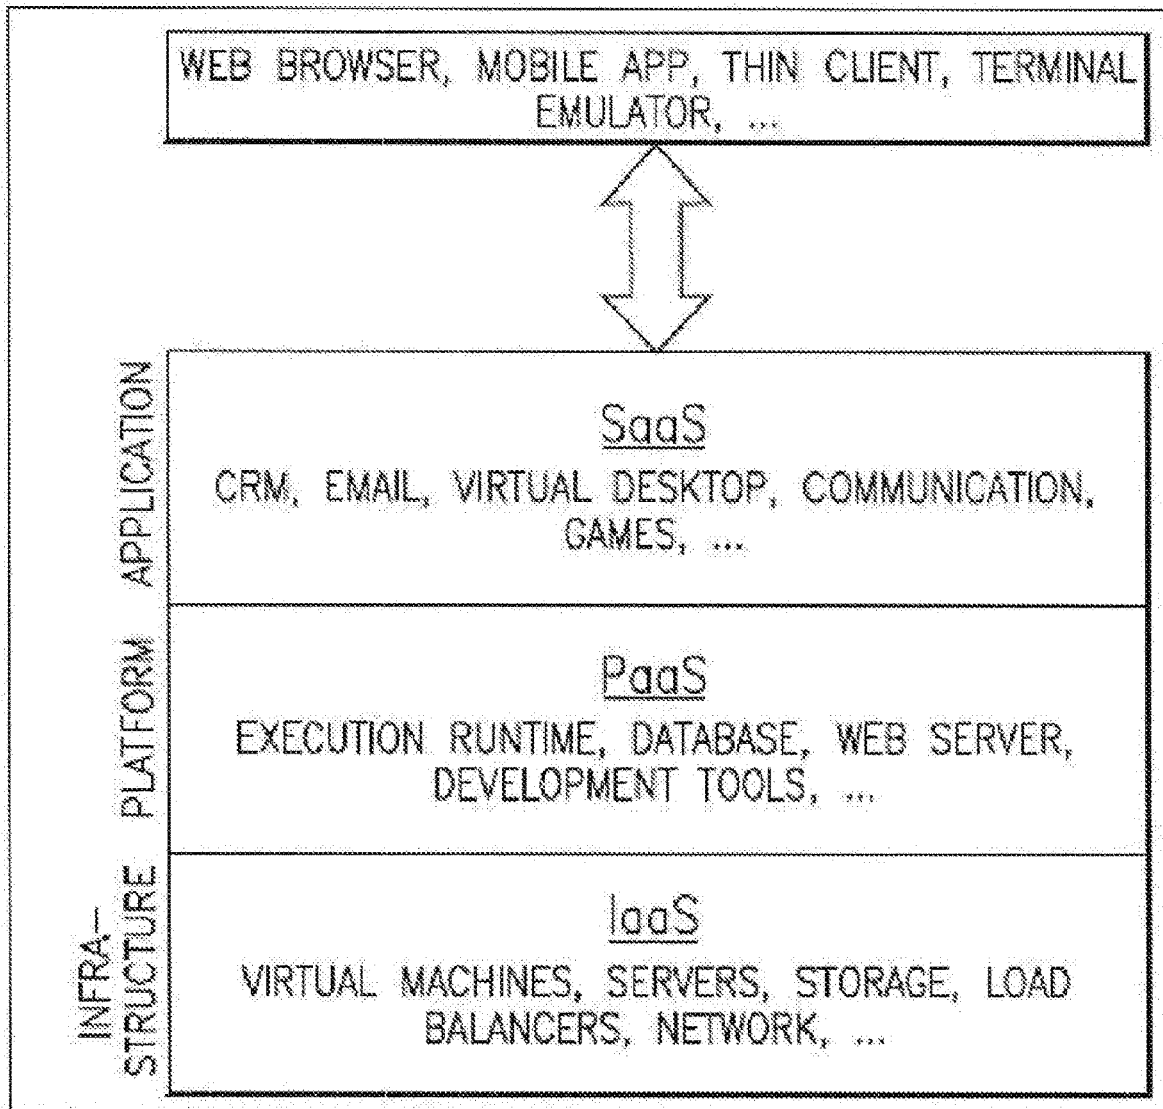 WEB BROWSER, MOBILE APP, THIN CLIENT, TERMINAL
EMULATOR, ...
APPLICATION
SaaS
CRM, EMAIL, VIRTUAL DESKTOP, COMMUNICATION,
GAMES, ...
PLATFORM
PaaS
EXECUTION RUNTIME, DATABASE, WEB SERVER,
DEVELOPMENT TOOLS, ...
INFRA-
STRUCTURE
IaaS
VIRTUAL MACHINES, SERVERS, STORAGE, LOAD
BALANCERS, NETWORK, ...